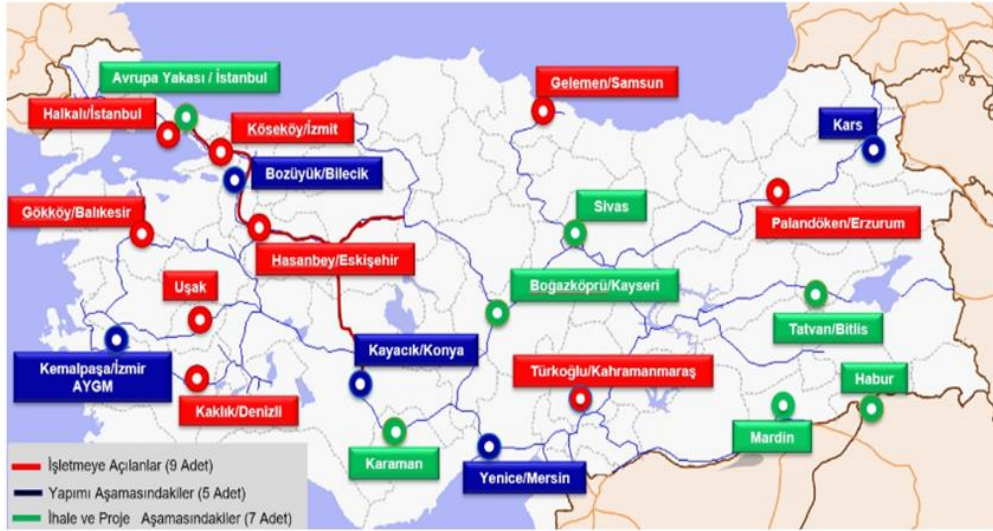 Avrupa Yakası / İstanbul
Gelemen/Samsun
Halkalı/İstanbul
Köseköy/İzmit
Kars
Bozüyük/Bilecik
Gökköy/Balıkesir
Sivas
Palandöken/Erzurum
Hasanbey/Eskişehir
Uşak
Boğazköprü/Kayseri
Tatvan/Bitlis
Kemalpaşa/İzmir
AYGM
Kayacık/Konya
Türkoğlu/Kahramanmaraş
Habur
Kaklık/Denizli
Mardin
Karaman
Yenice/Mersin
İşletmeye Açılanlar (9 Adet)
Yapımı Aşamasındakiler (5 Adet)
İhale ve Proje Aşamasındakiler (7 Adet)